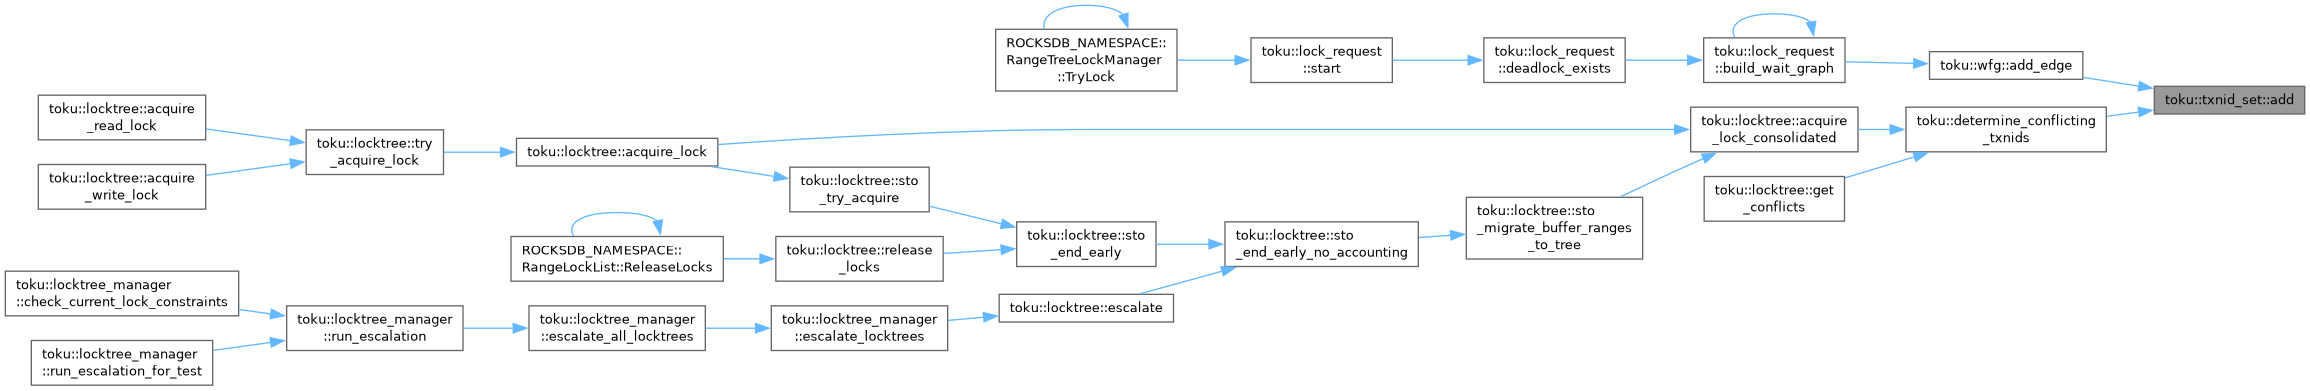 ROCKSDB_NAMESPACE::
RangeTreeLockManager
::TryLock
toku::lock_request
::start
toku::lock_request
::deadlock_exists
toku::lock_request
::build_wait_graph
toku::wfg::add_edge
toku::txnid_set::add
toku::locktree::acquire
_read_lock
toku::locktree::acquire
_write_lock
toku::locktree::try
_acquire_lock
toku::locktree::acquire_lock
toku::locktree::acquire
_lock_consolidated
toku::determine_conflicting
_txnids
toku::locktree::sto
_try_acquire
toku::locktree::get
_conflicts
ROCKSDB_NAMESPACE::
RangeLockList::ReleaseLocks
toku::locktree::release
_locks
toku::locktree::sto
_end_early
toku::locktree::sto
_end_early_no_accounting
toku::locktree::sto
_migrate_buffer_ranges
_to_tree
toku::locktree_manager
::check_current_lock_constraints
toku::locktree_manager
::run_escalation_for_test
toku::locktree_manager
::run_escalation
toku::locktree_manager
::escalate_all_locktrees
toku::locktree_manager
::escalate_locktrees
toku::locktree::escalate